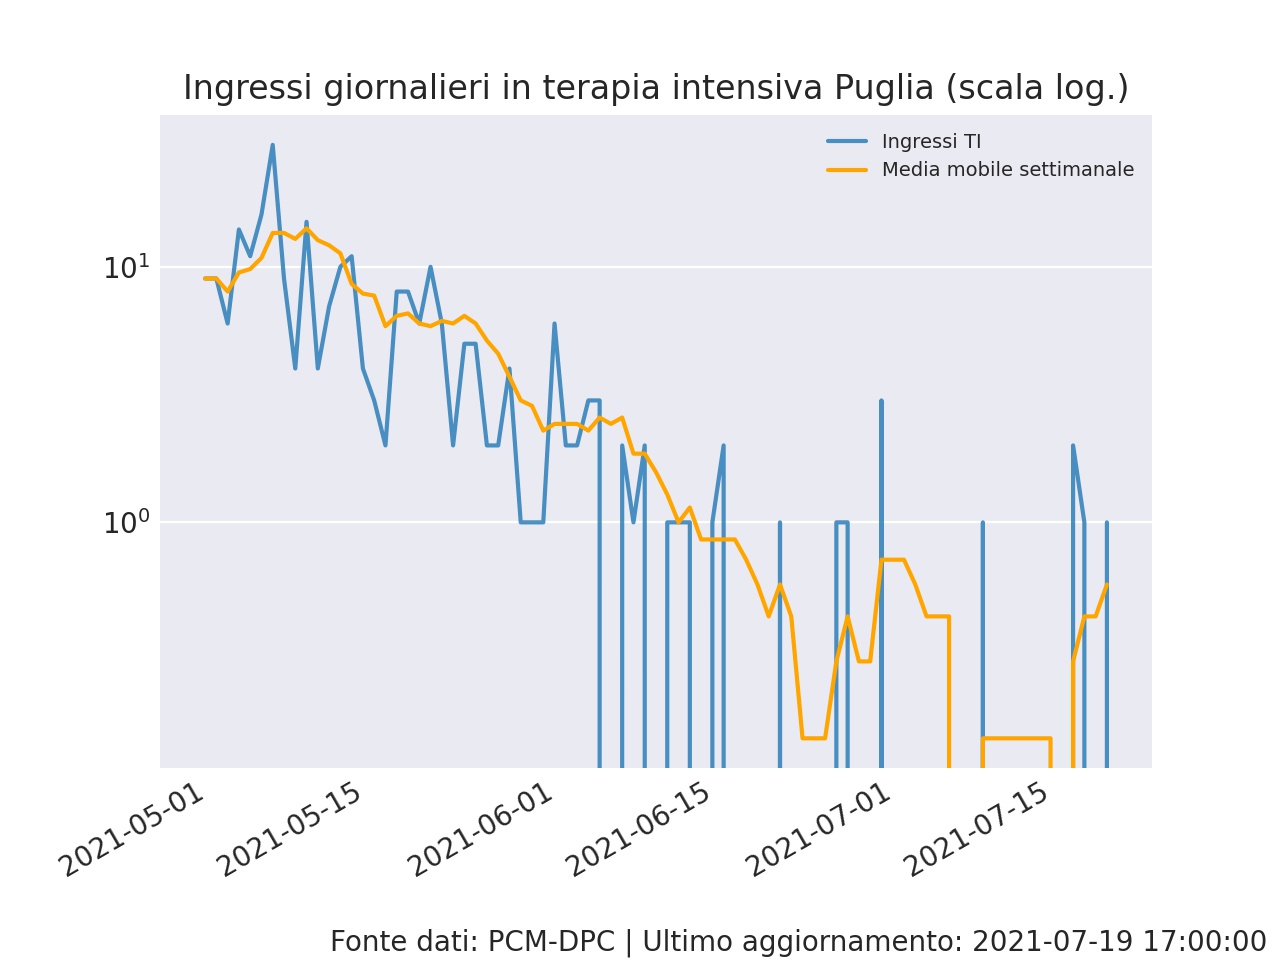 Ingressi giornalieri in terapia intensiva Puglia (scala log.)
Ingressi TI
Media mobile settimanale
10¹
10⁰
2021-05-01
2021-05-15
2021-06-01
2021-06-15
2021-07-01
2021-07-15
Fonte dati: PCM-DPC | Ultimo aggiornamento: 2021-07-19 17:00:00